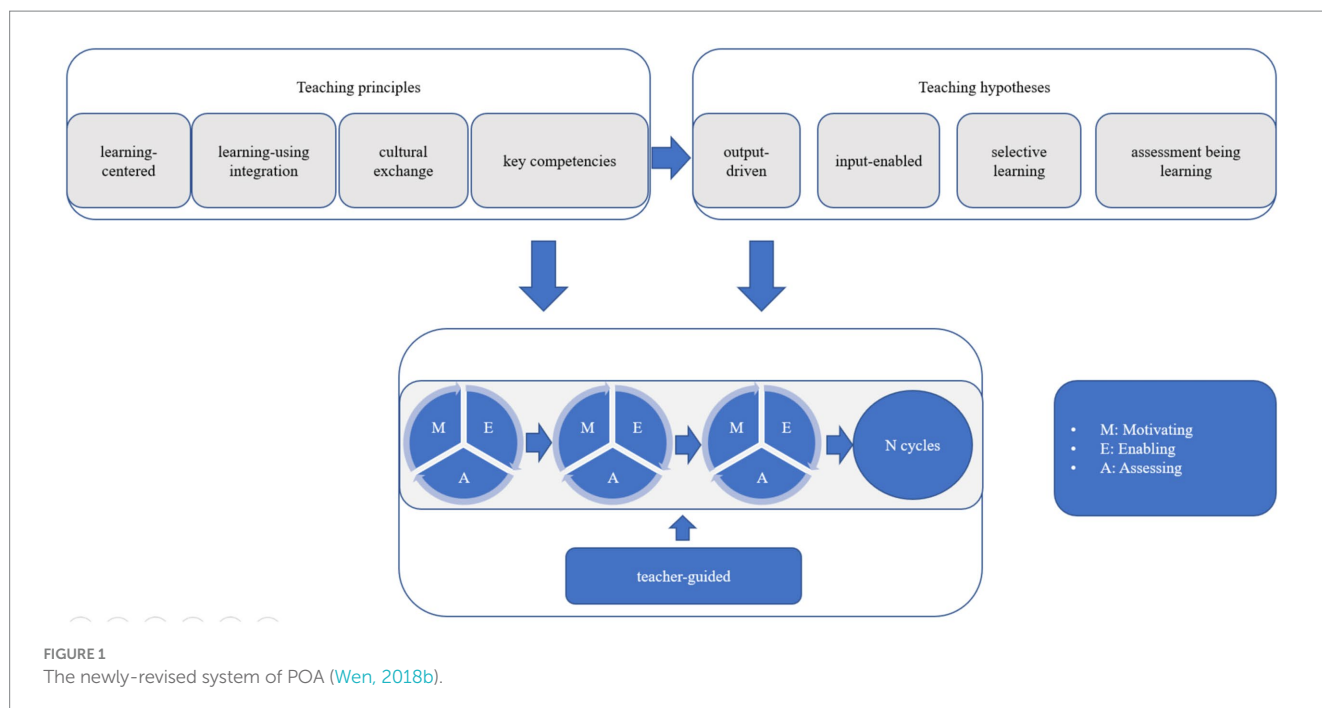 Teaching principles
learning-
centered
learning-using
integration
cultural
exchange
key competencies
Teaching hypotheses
output-
driven
input-enabled
selective
learning
assessment being
learning
M
E
A
M
E
A
M
E
A
N cycles
teacher-guided
• M: Motivating
• E: Enabling
• A: Assessing
FIGURE 1
The newly-revised system of POA (Wen, 2018b).